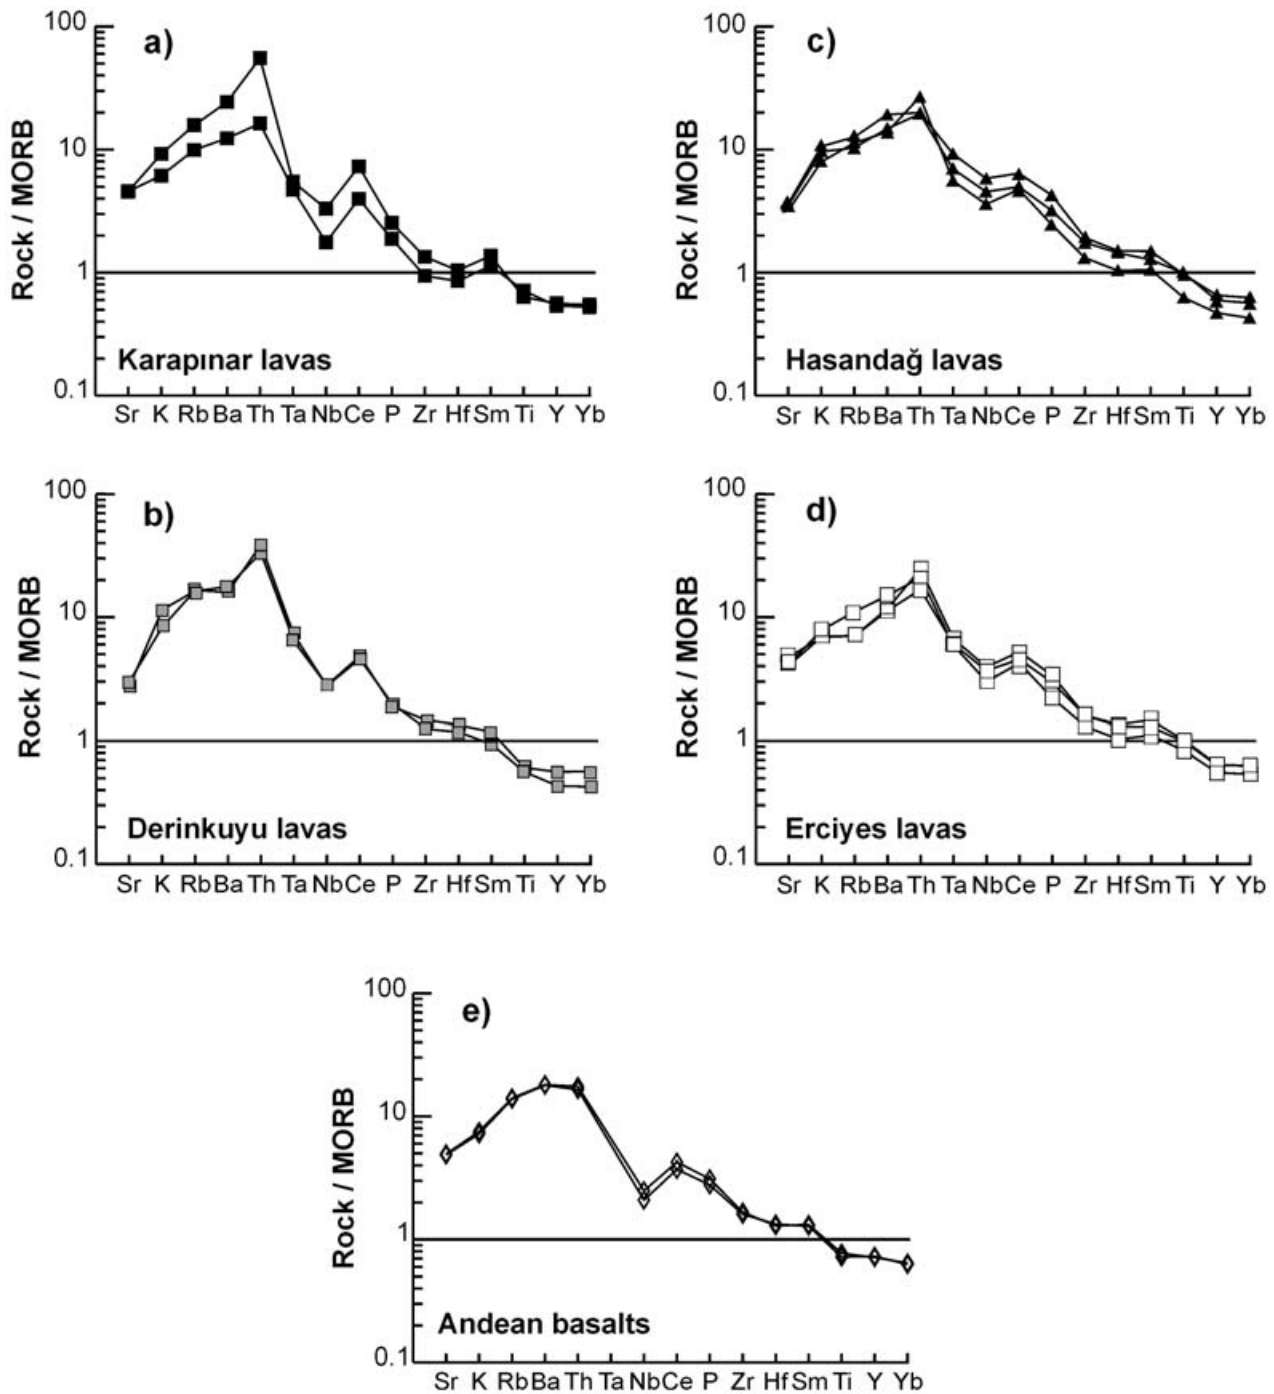 a)
Rock / MORB
100
10
1
0.1
Karapınar lavas
Sr K Rb Ba Th Ta Nb Ce P Zr Hf Sm Ti Y Yb
c)
Rock / MORB
100
10
1
0.1
Hasandağ lavas
Sr K Rb Ba Th Ta Nb Ce P Zr Hf Sm Ti Y Yb
b)
Rock / MORB
100
10
1
0.1
Derinkuyu lavas
Sr K Rb Ba Th Ta Nb Ce P Zr Hf Sm Ti Y Yb
d)
Rock / MORB
100
10
1
0.1
Erciyes lavas
Sr K Rb Ba Th Ta Nb Ce P Zr Hf Sm Ti Y Yb
e)
Rock / MORB
100
10
1
0.1
Andean basalts
Sr K Rb Ba Th Ta Nb Ce P Zr Hf Sm Ti Y Yb